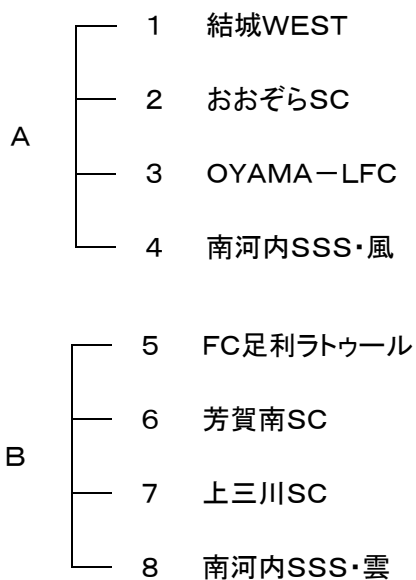 A
1 結城WEST
2 おおぞらSC
3 OYAMA－LFC
4 南河内SSS・風
B
5 FC足利ラトゥール
6 芳賀南SC
7 上三川SC
8 南河内SSS・雲